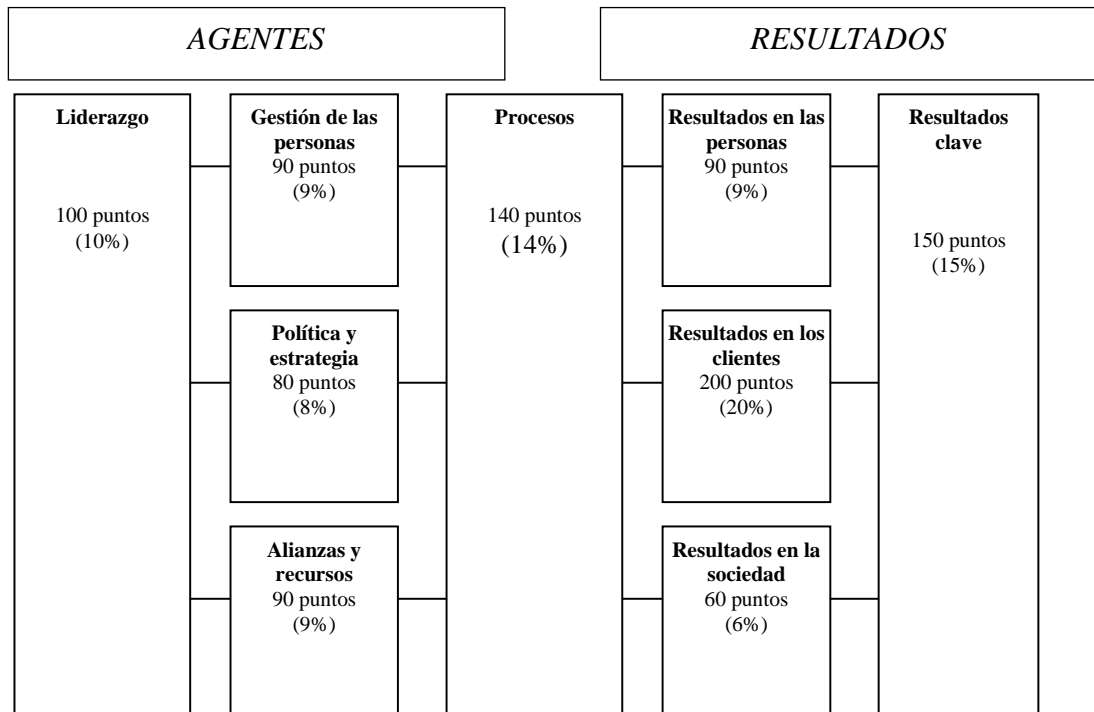 AGENTES
RESULTADOS
Liderazgo
100 puntos
(10%)
Gestión de las
personas
90 puntos
(9%)
Política y
estrategia
80 puntos
(8%)
Alianzas y
recursos
90 puntos
(9%)
Procesos
140 puntos
(14%)
Resultados en las
personas
90 puntos
(9%)
Resultados en los
clientes
200 puntos
(20%)
Resultados en la
sociedad
60 puntos
(6%)
Resultados
clave
150 puntos
(15%)